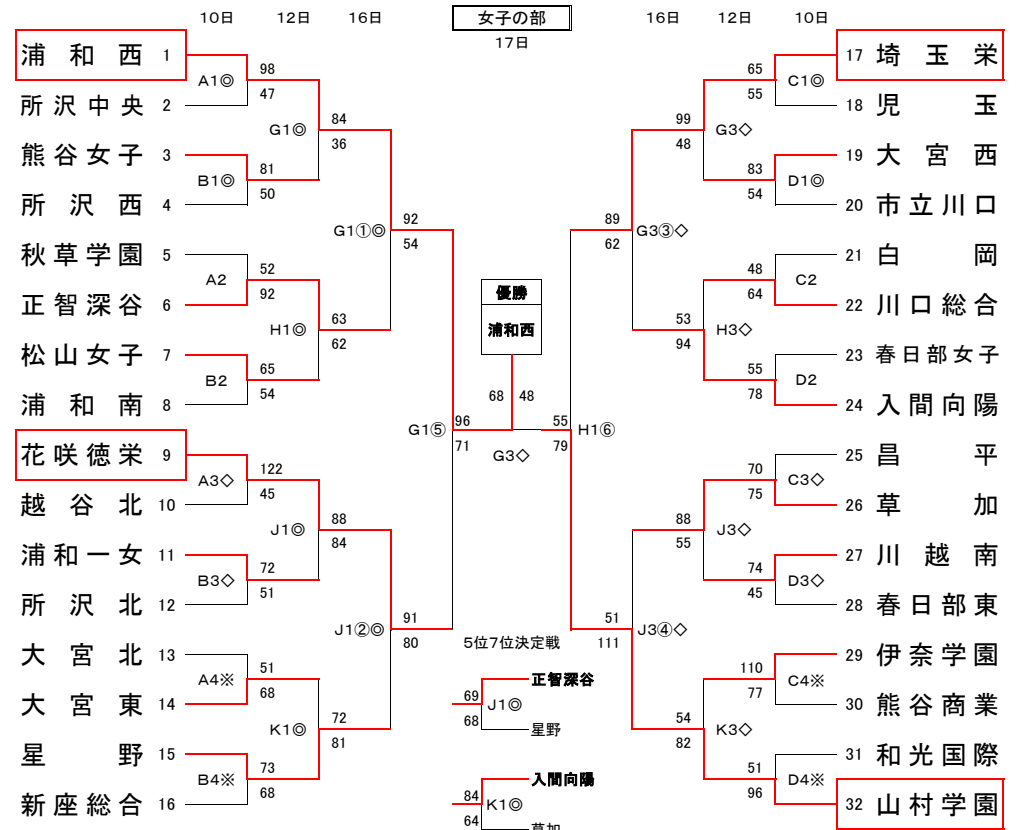 10日 12日 16日 女子の部 16日 12日 10日
17日
浦和西 1
A1◎ 98
47
所沢中央 2
G1◎ 84
36
熊谷女子 3
B1◎ 81
50
所沢西 4
G1①◎ 92
54
秋草学園 5
A2 52
92
正智深谷 6
H1◎ 63
62
松山女子 7
B2 65
54
浦和南 8
G1⑤ 96
71
花咲徳栄 9
A3◇ 122
45
越谷北 10
J1◎ 88
84
浦和一女 11
B3◇ 72
51
所沢北 12
J1②◎ 91
80
大宮北 13
A4※ 51
68
大宮東 14
K1◎ 72
81
星野 15
B4※ 73
68
新座総合 16
優勝
浦和西
68 48
G3◇
5位7位決定戦
正智深谷
69 J1◎
68 星野
入間向陽
84 K1◎
64 草加
17 埼玉栄
65 C1◎
55
18 児玉
99 G3◇
48
19 大宮西
83 D1◎
54
20 市立川口
89 G3③◇
62
21 白岡
48 C2
64
22 川口総合
53 H3◇
94
23 春日部女子
55 D2
78
24 入間向陽
55 H1⑥
79
25 昌平
70 C3◇
75
26 草加
88 J3◇
55
27 川越南
74 D3◇
45
28 春日部東
51 J3④◇
111
29 伊奈学園
110 C4※
77
30 熊谷商業
54 K3◇
82
31 和光国際
51 D4※
96
32 山村学園